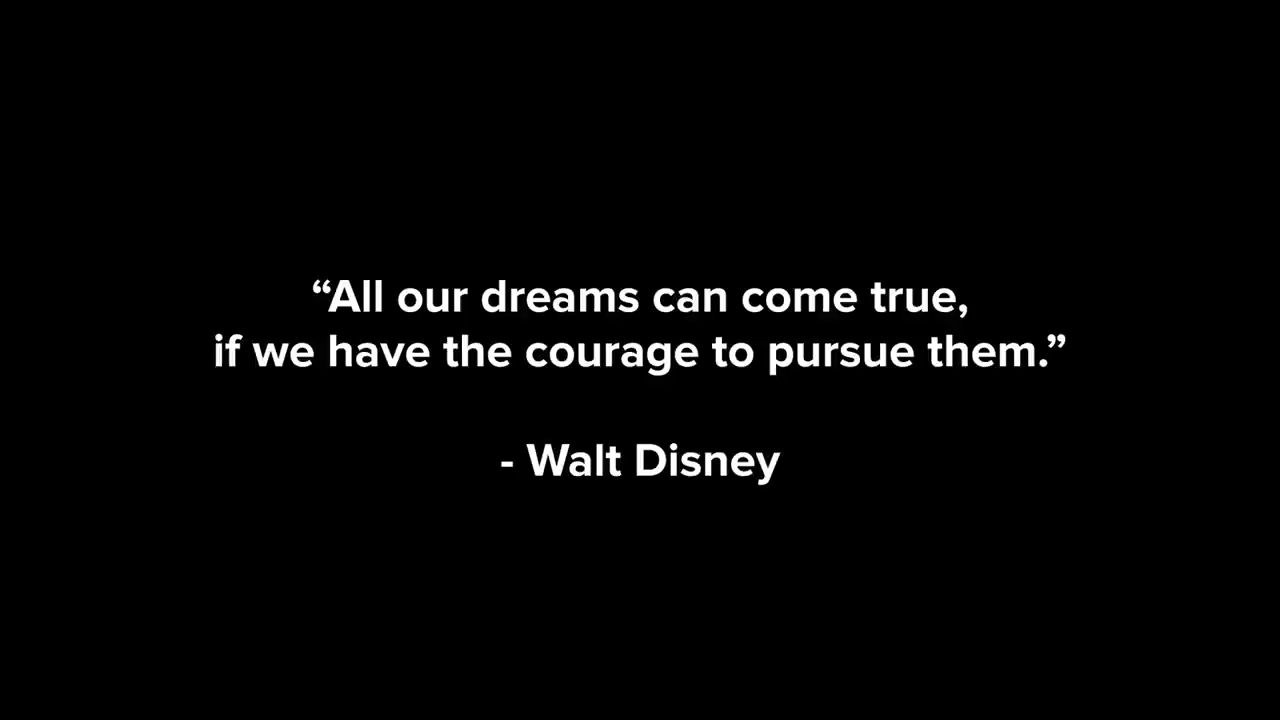 “All our dreams can come true,
if we have the courage to pursue them.”
- Walt Disney